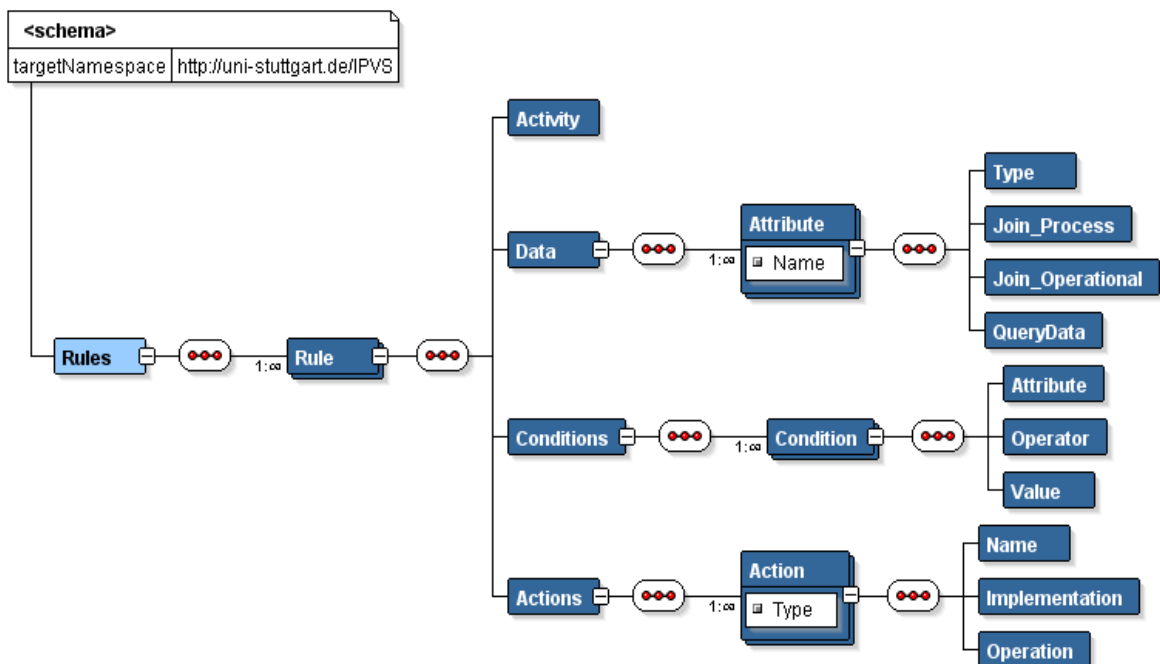 <schema>
targetNamespace http://uni-stuttgart.de/IPVS
Activity
Type
Attribute
Join_Process
Data
1:∞
Name
Join_Operational
QueryData
Rules
1:∞
Rule
Attribute
Conditions
1:∞
Condition
Operator
Value
Name
Action
Actions
1:∞
Type
Implementation
Operation